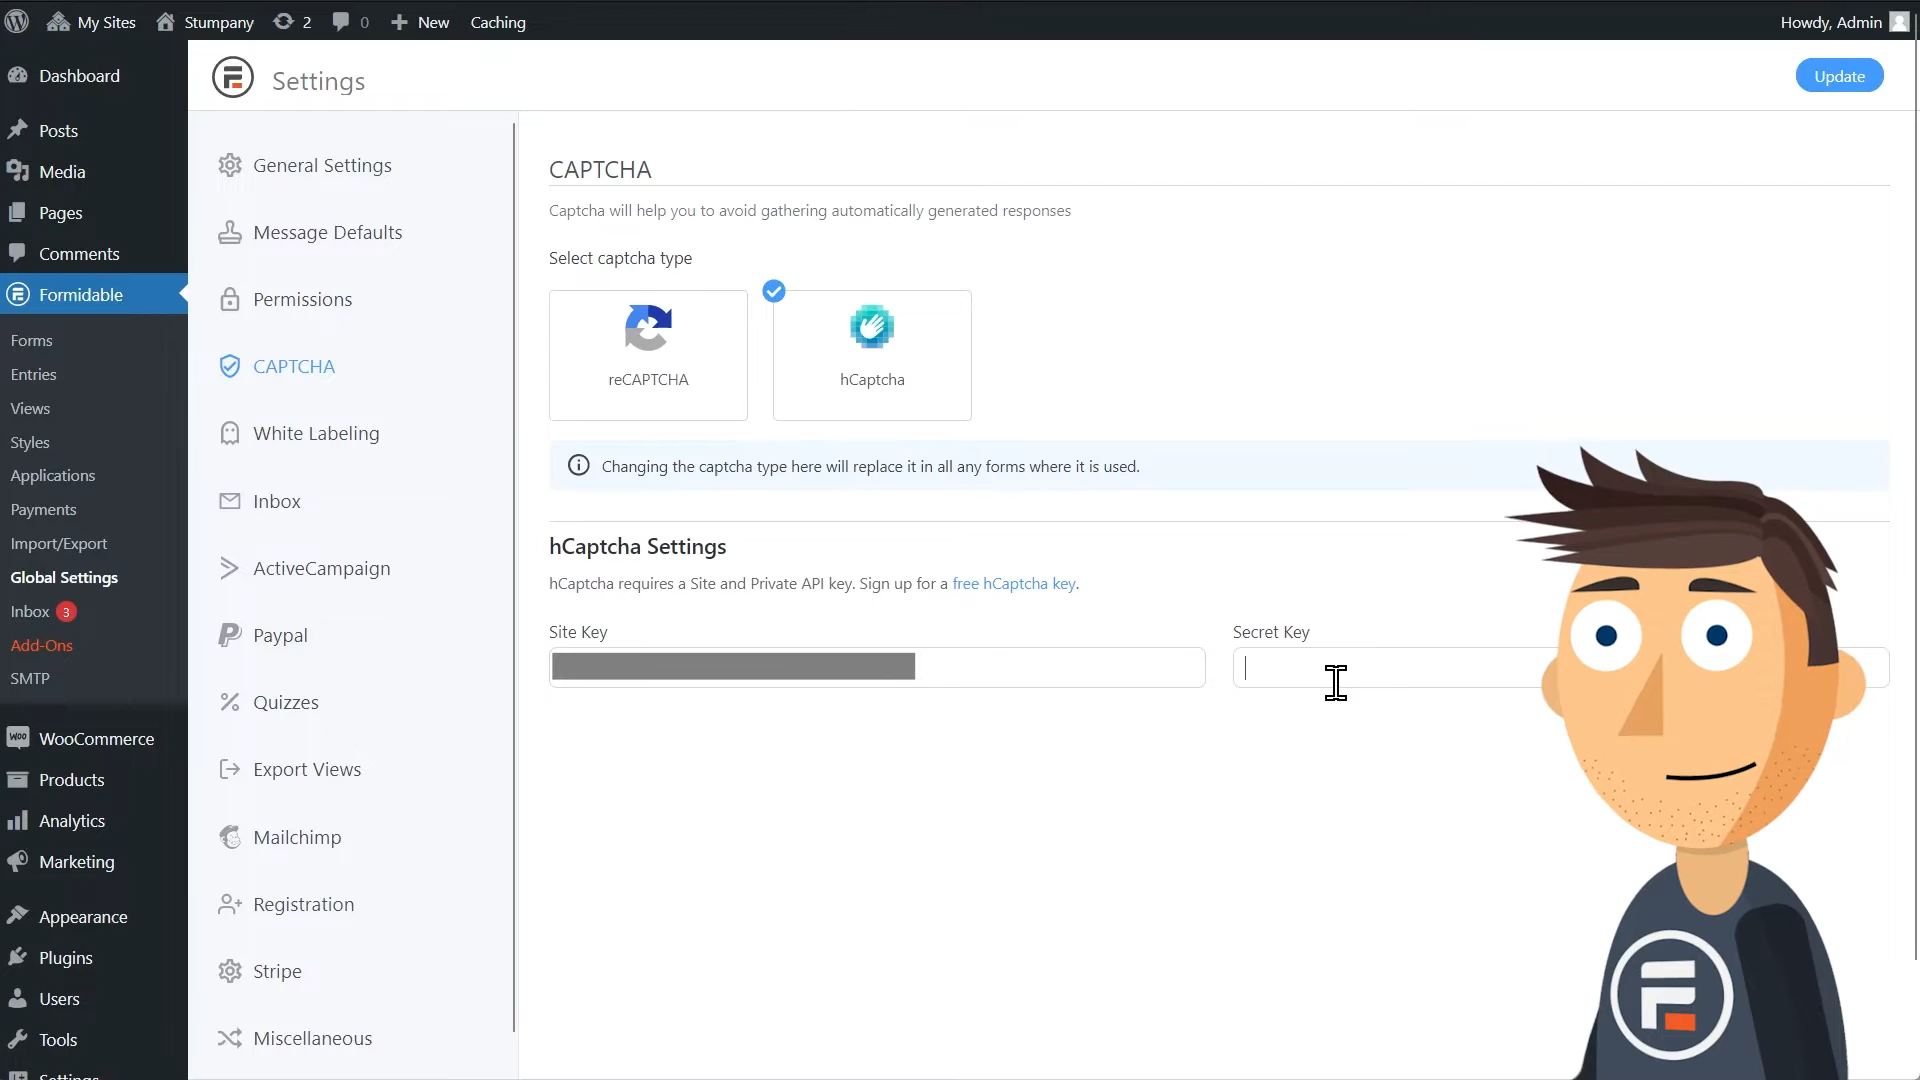 My Sites
Stumpany
2
0
New
Caching
Howdy, Admin
Dashboard
Posts
Media
Pages
Comments
Formidable
Forms
Entries
Views
Styles
Applications
Payments
Import/Export
Global Settings
Inbox 3
Add-Ons
SMTP
WooCommerce
Products
Analytics
Marketing
Appearance
Plugins
Users
Tools
Settings
Settings
Update
General Settings
Message Defaults
Permissions
CAPTCHA
White Labeling
Inbox
ActiveCampaign
Paypal
Quizzes
Export Views
Mailchimp
Registration
Stripe
Miscellaneous
CAPTCHA
Captcha will help you to avoid gathering automatically generated responses
Select captcha type
reCAPTCHA
hCaptcha
Changing the captcha type here will replace it in all any forms where it is used.
hCaptcha Settings
hCaptcha requires a Site and Private API key. Sign up for a free hCaptcha key.
Site Key
Secret Key